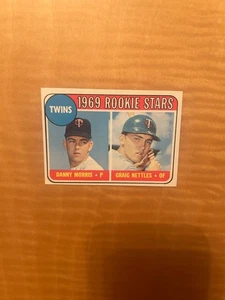 1969 ROOKIE STARS
TWINS
DANNY MORRIS • P
GRAIG NETTLES • OF